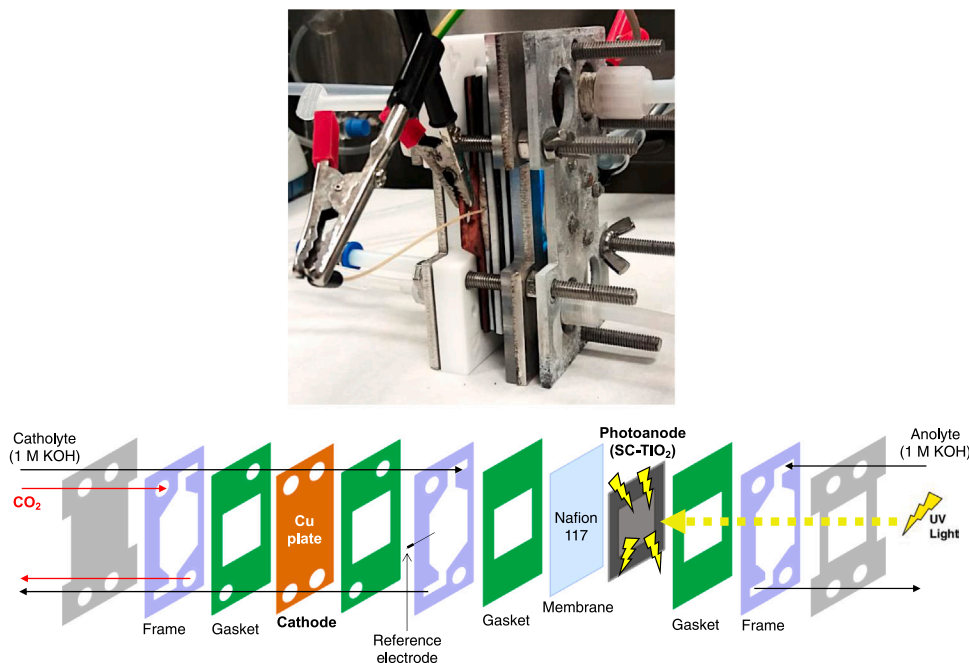 Catholyte
(1 M KOH)
CO₂
Photoanode
(SC-TIO₂)
Anolyte
(1 M KOH)
Cu
plate
Nafion
117
UV
Light
Frame
Gasket
Cathode
Reference
electrode
Gasket
Membrane
Gasket
Frame